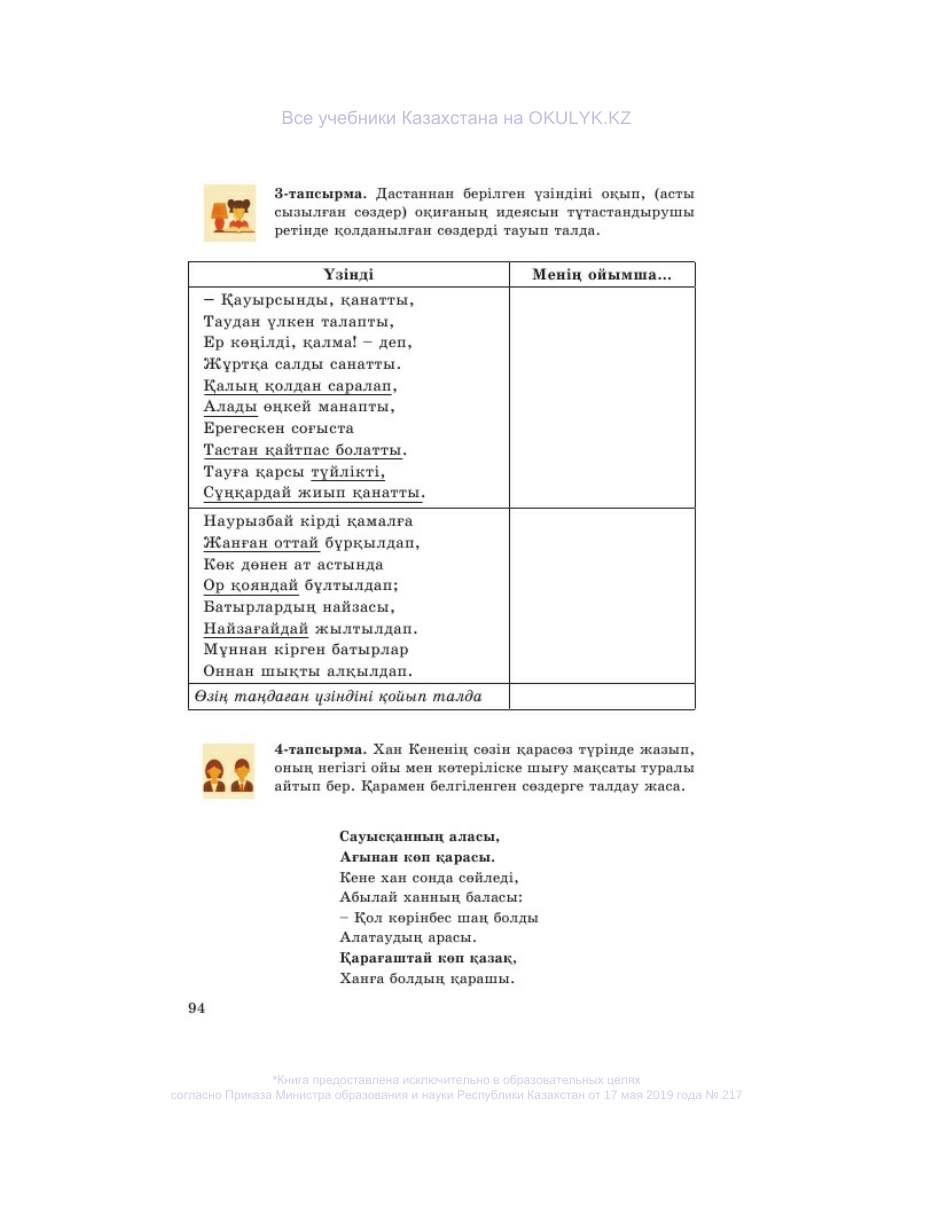 Все учебники Казахстана на OKULYK.KZ
3-тапсырма. Дастаннан берілген үзіндіні оқып, (асты
сызылған сөздер) оқиғаның идеясын тұтастандырушы
ретінде қолданылған сөздерді тауып талда.
Үзінді
Менің ойымша...
– Қауырсынды, қанатты,
Таудан үлкен талапты,
Ер көңілді, қалма! – деп,
Жұртқа салды санатты.
Қалың қолдан саралап,
Алады өңкей манапты,
Ерегескен соғыста
Тастан қайтпас болатты.
Тауға қарсы түйлікті,
Сұңқардай жиып қанатты.
Наурызбай кірді қамалға
Жанған оттай бұрқылдап,
Көк дөнен ат астында
Ор қояндай бұлтылдап;
Батырлардың найзасы,
Найзағайдай жылтылдап.
Мұннан кірген батырлар
Оннан шықты алқылдап.
Өзің таңдаған үзіндіні қойып талда
4-тапсырма. Хан Кененің сөзін қарасөз түрінде жазып,
оның негізгі ойы мен көтеріліске шығу мақсаты туралы
айтып бер. Қарамен белгіленген сөздерге талдау жаса.
Сауысқанның аласы,
Ағынан көп қарасы.
Кене хан сонда сөйледі,
Абылай ханның баласы:
– Қол көрінбес шаң болды
Алатаудың арасы.
Қарағаштай көп қазақ,
Ханға болдың қарашы.
94
*Книга предоставлена исключительно в образовательных целях
согласно Приказа Министра образования и науки Республики Казахстан от 17 мая 2019 года № 217